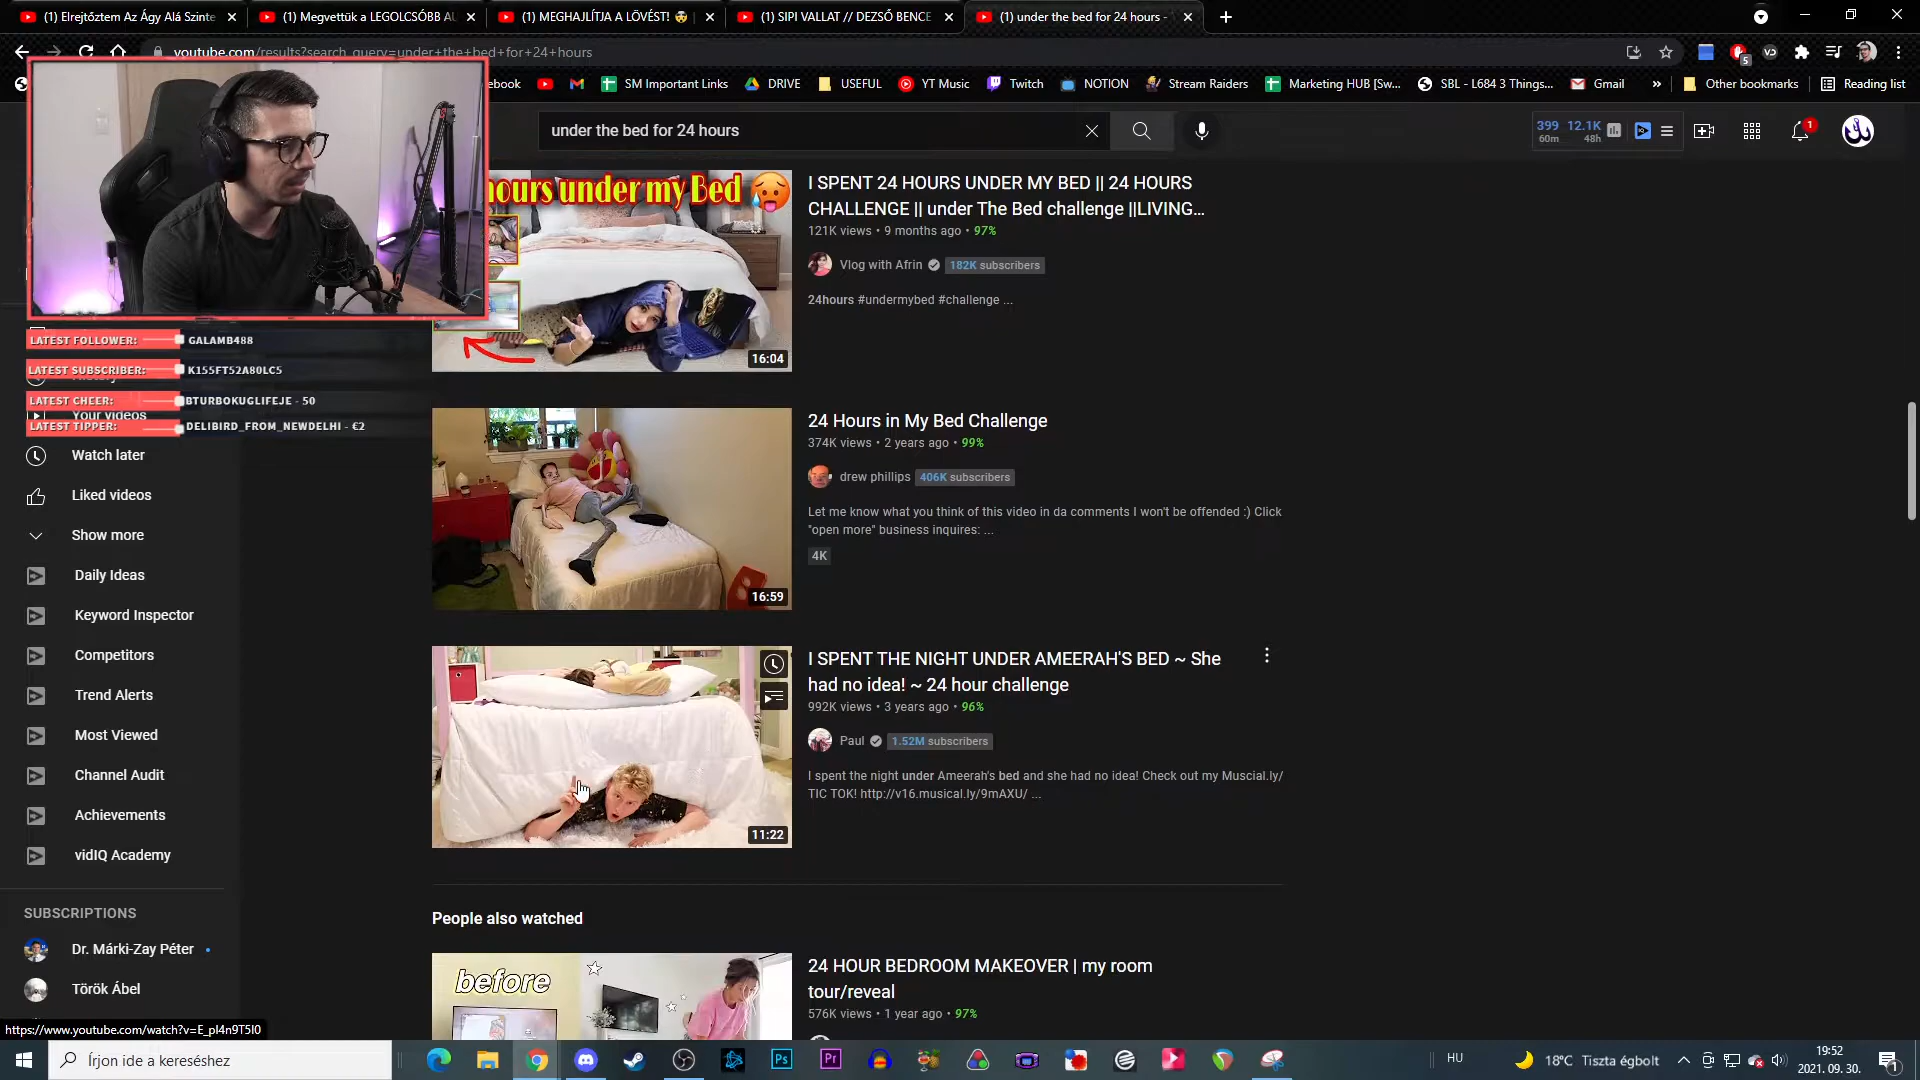 (1) Elrejtőztem Az Ágy Alá Szinte
(1) Megvettük a LEGOLCSÓBB AU
(1) MEGHAJLÍTJA A LÖVÉST! 🤯
(1) SIPI VALLAT // DEZSŐ BENCE
(1) under the bed for 24 hours -
youtube.com/results?search_query=under+the+bed+for+24+hours
5
ebook
SM Important Links
DRIVE
USEFUL
YT Music
Twitch
NOTION
Stream Raiders
Marketing HUB [Sw...
SBL - L684 3 Things...
Gmail
»
Other bookmarks
Reading list
under the bed for 24 hours
399 12.1K
60m 48h
1
hours under my Bed 🥵
16:04
I SPENT 24 HOURS UNDER MY BED || 24 HOURS
CHALLENGE || under The Bed challenge ||LIVING...
121K views • 9 months ago • 97%
Vlog with Afrin 182K subscribers
24hours #undermybed #challenge ...
LATEST FOLLOWER: GALAMB488
LATEST SUBSCRIBER: K155FT52A80LC5
LATEST CHEER: BTURBOKUGLIFEJE - 50
Your videos
LATEST TIPPER: DELIBIRD_FROM_NEWDELHI - €2
Watch later
Liked videos
Show more
Daily Ideas
Keyword Inspector
Competitors
Trend Alerts
Most Viewed
Channel Audit
Achievements
vidIQ Academy
SUBSCRIPTIONS
Dr. Márki-Zay Péter
Török Ábel
16:59
24 Hours in My Bed Challenge
374K views • 2 years ago • 99%
drew phillips 406K subscribers
Let me know what you think of this video in da comments I won't be offended :) Click
"open more" business inquires: ...
4K
11:22
I SPENT THE NIGHT UNDER AMEERAH'S BED ~ She
had no idea! ~ 24 hour challenge
992K views • 3 years ago • 96%
Paul 1.52M subscribers
I spent the night under Ameerah's bed and she had no idea! Check out my Muscial.ly/
TIC TOK! http://v16.musical.ly/9mAXU/ ...
People also watched
before
24 HOUR BEDROOM MAKEOVER | my room
tour/reveal
576K views • 1 year ago • 97%
https://www.youtube.com/watch?v=E_pI4n9T5I0
Írjon ide a kereséshez
Ps
Pr
HU
18°C Tiszta égbolt
19:52
2021. 09. 30.
1